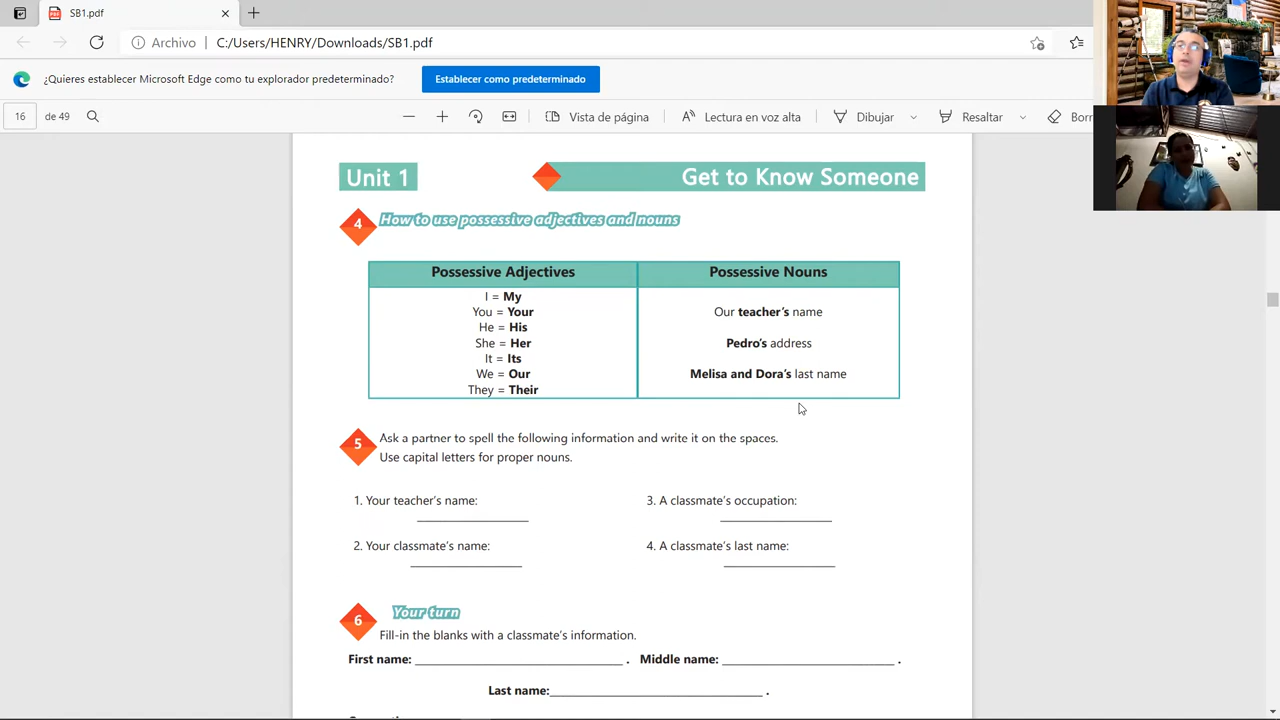 SB1.pdf
Archivo
C:/Users/HENRY/Downloads/SB1.pdf
¿Quieres establecer Microsoft Edge como tu explorador predeterminado?
Establecer como predeterminado
16
de 49
Vista de página
Lectura en voz alta
Dibujar
Resaltar
Borr
Unit 1
Get to Know Someone
4
How to use possessive adjectives and nouns
Possessive Adjectives
I = My
You = Your
He = His
She = Her
It = Its
We = Our
They = Their
Possessive Nouns
Our teacher's name
Pedro's address
Melisa and Dora's last name
5
Ask a partner to spell the following information and write it on the spaces.
Use capital letters for proper nouns.
1. Your teacher's name:
2. Your classmate's name:
3. A classmate's occupation:
4. A classmate's last name:
6
Your turn
Fill-in the blanks with a classmate's information.
First name: ______________________ . Middle name: ______________________ .
Last name:______________________ .